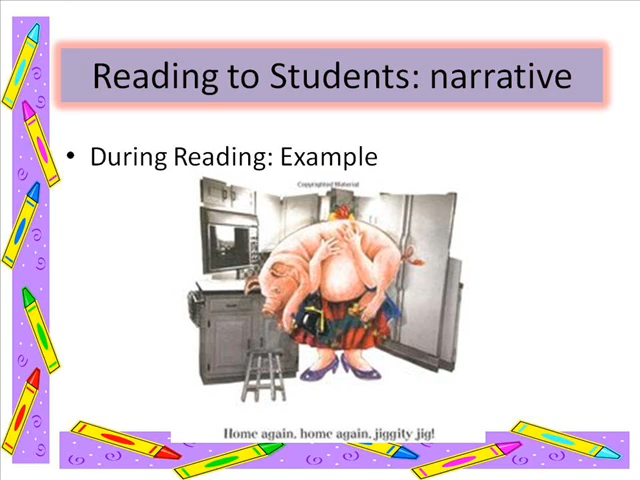 Reading to Students: narrative
• During Reading: Example
Copyrighted Material
Home again, home again, jiggity jig!